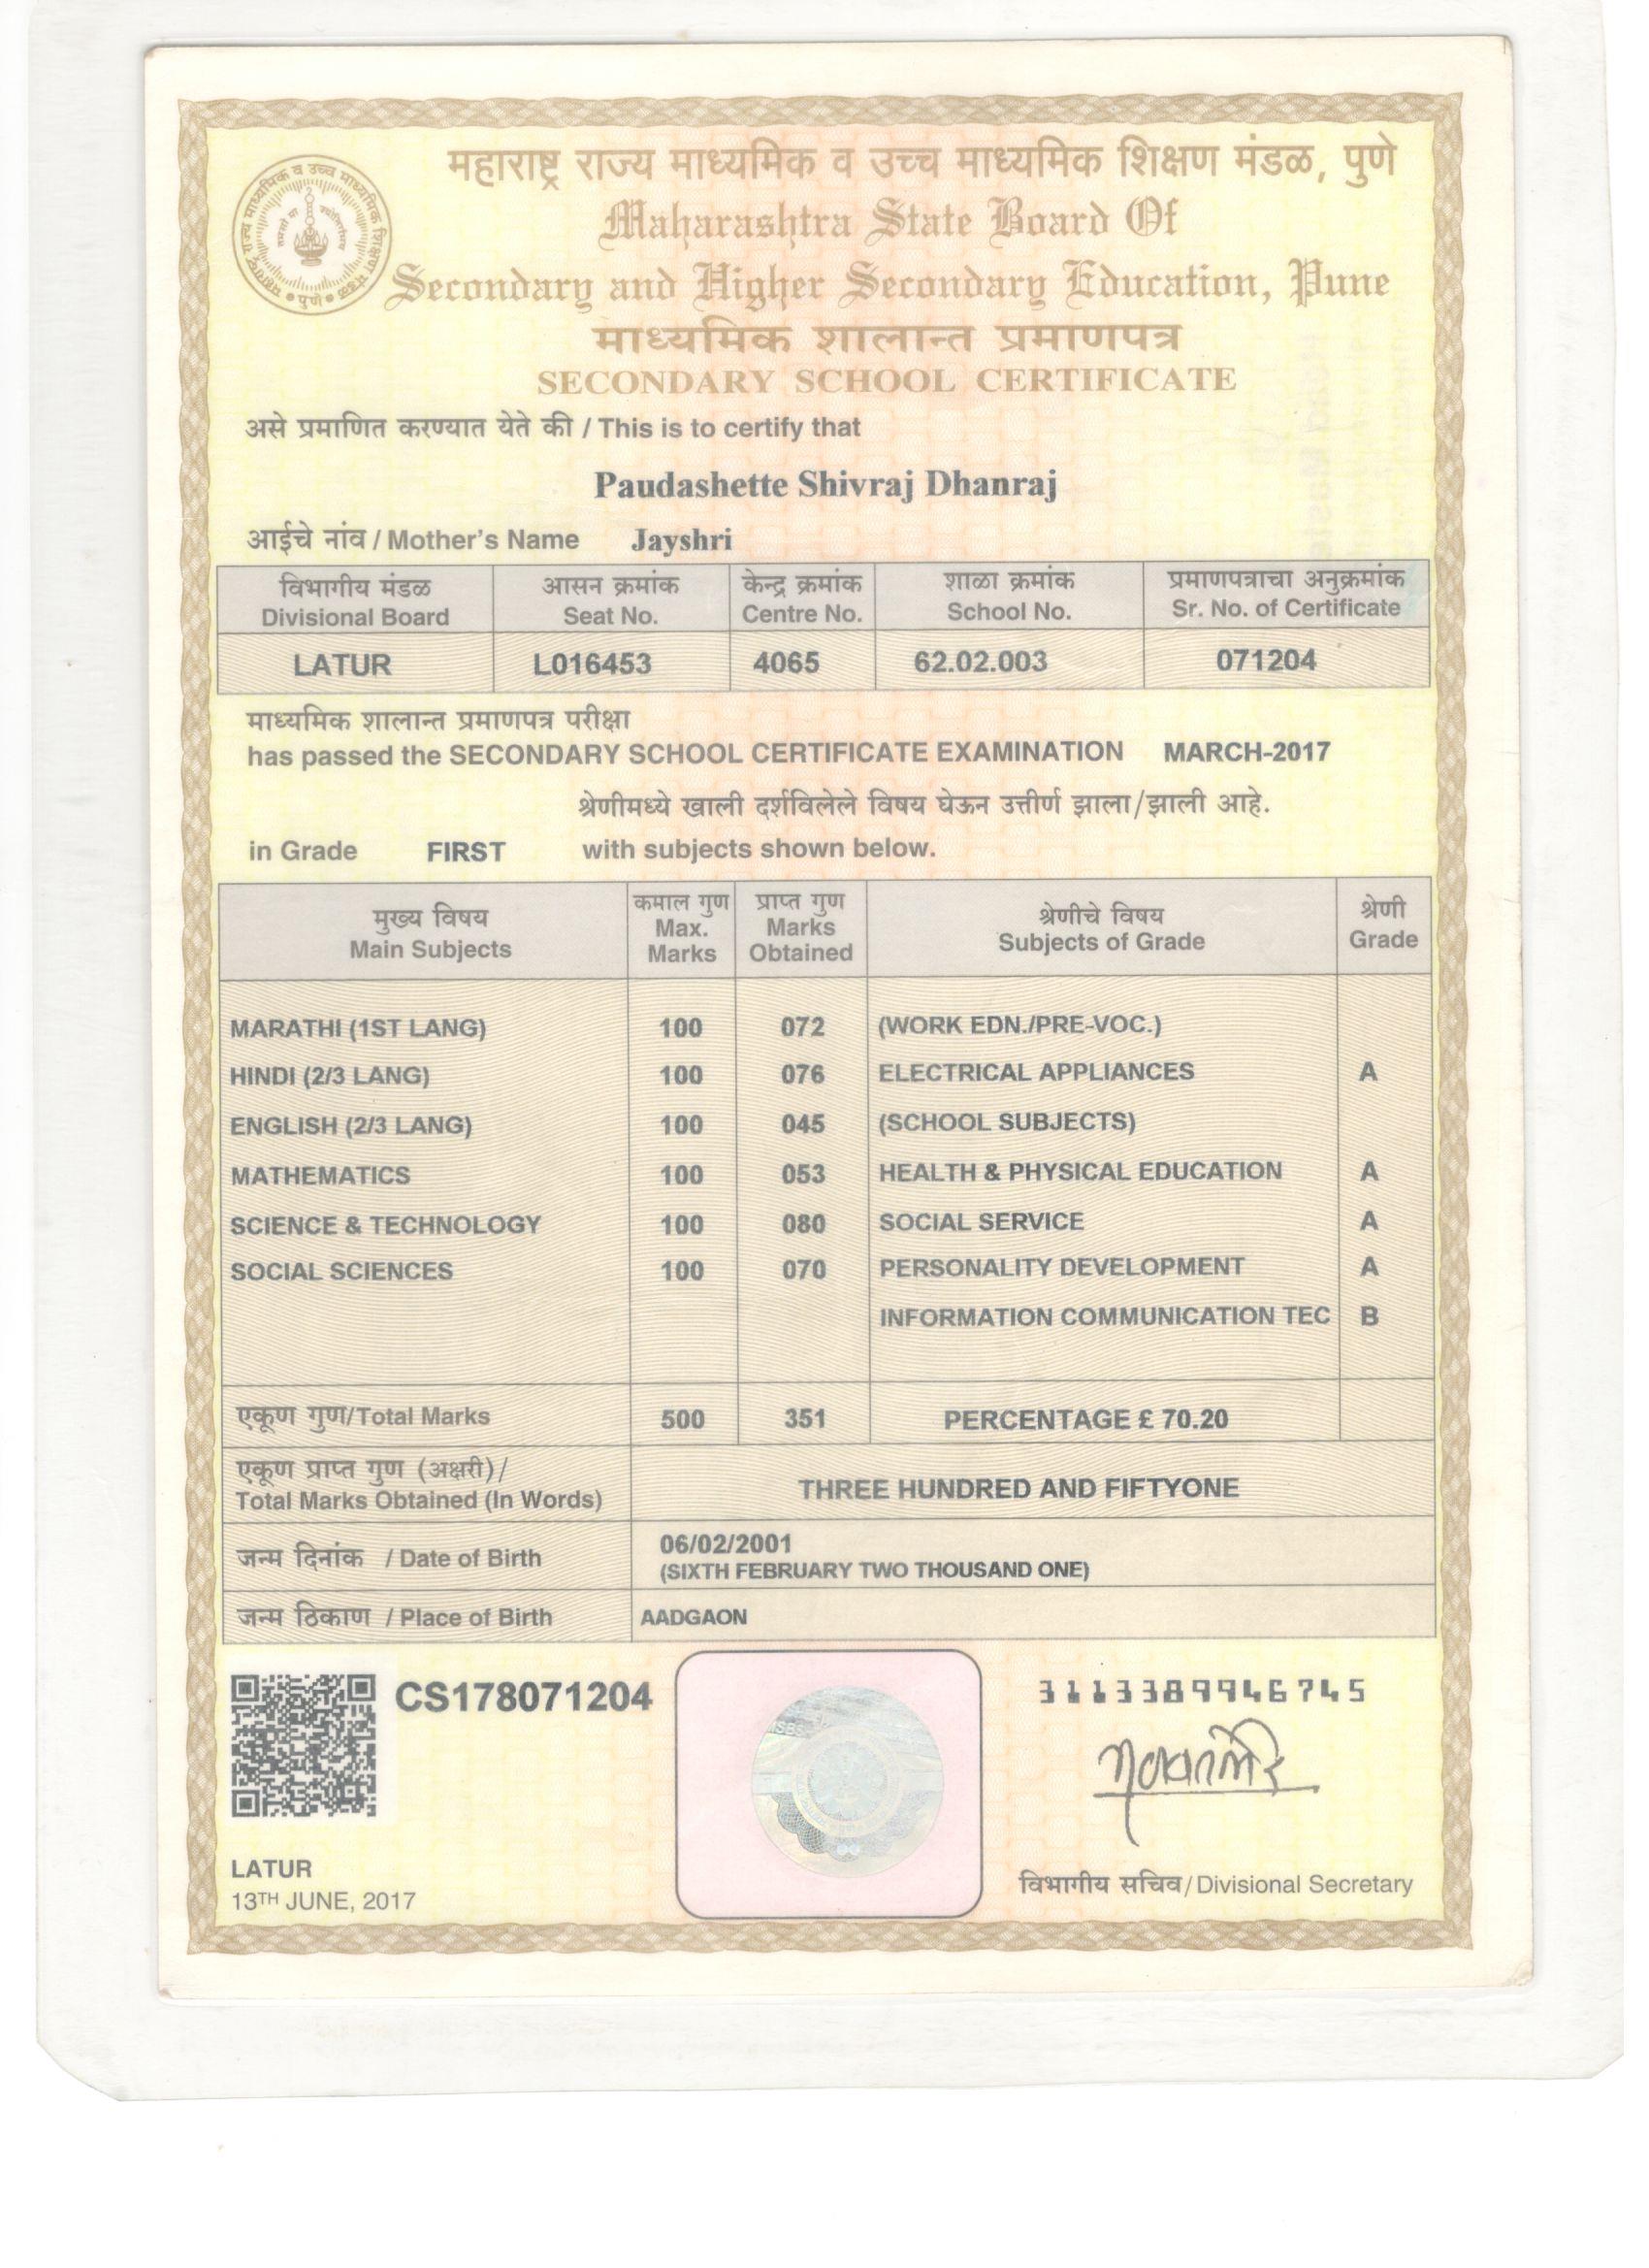 महाराष्ट्र राज्य माध्यमिक व उच्च माध्यमिक शिक्षण मंडळ, पुणे
Maharashtra State Board Of
Secondary and Higher Secondary Education, Pune
माध्यमिक शालान्त प्रमाणपत्र
SECONDARY SCHOOL CERTIFICATE
असे प्रमाणित करण्यात येते की / This is to certify that
Paudashette Shivraj Dhanraj
आईचे नांव / Mother's Name Jayshri
विभागीय मंडळ आसन क्रमांक केन्द्र क्रमांक शाळा क्रमांक प्रमाणपत्राचा अनुक्रमांक
Divisional Board Seat No. Centre No. School No. Sr. No. of Certificate
LATUR L016453 4065 62.02.003 071204
माध्यमिक शालान्त प्रमाणपत्र परीक्षा
has passed the SECONDARY SCHOOL CERTIFICATE EXAMINATION MARCH-2017
श्रेणीमध्ये खाली दर्शविलेले विषय घेऊन उत्तीर्ण झाला/झाली आहे.
in Grade FIRST with subjects shown below.
मुख्य विषय कमाल गुण प्राप्त गुण श्रेणीचे विषय श्रेणी
Main Subjects Max. Marks Marks Obtained Subjects of Grade Grade
MARATHI (1ST LANG) 100 072 (WORK EDN./PRE-VOC.)
HINDI (2/3 LANG) 100 076 ELECTRICAL APPLIANCES A
ENGLISH (2/3 LANG) 100 045 (SCHOOL SUBJECTS)
MATHEMATICS 100 053 HEALTH & PHYSICAL EDUCATION A
SCIENCE & TECHNOLOGY 100 080 SOCIAL SERVICE A
SOCIAL SCIENCES 100 070 PERSONALITY DEVELOPMENT A
INFORMATION COMMUNICATION TEC B
एकूण गुण/Total Marks 500 351 PERCENTAGE £ 70.20
एकूण प्राप्त गुण (अक्षरी)/
Total Marks Obtained (In Words) THREE HUNDRED AND FIFTYONE
जन्म दिनांक / Date of Birth 06/02/2001
(SIXTH FEBRUARY TWO THOUSAND ONE)
जन्म ठिकाण / Place of Birth AADGAON
CS178071204
3113389946745
LATUR
13TH JUNE, 2017
विभागीय सचिव/Divisional Secretary